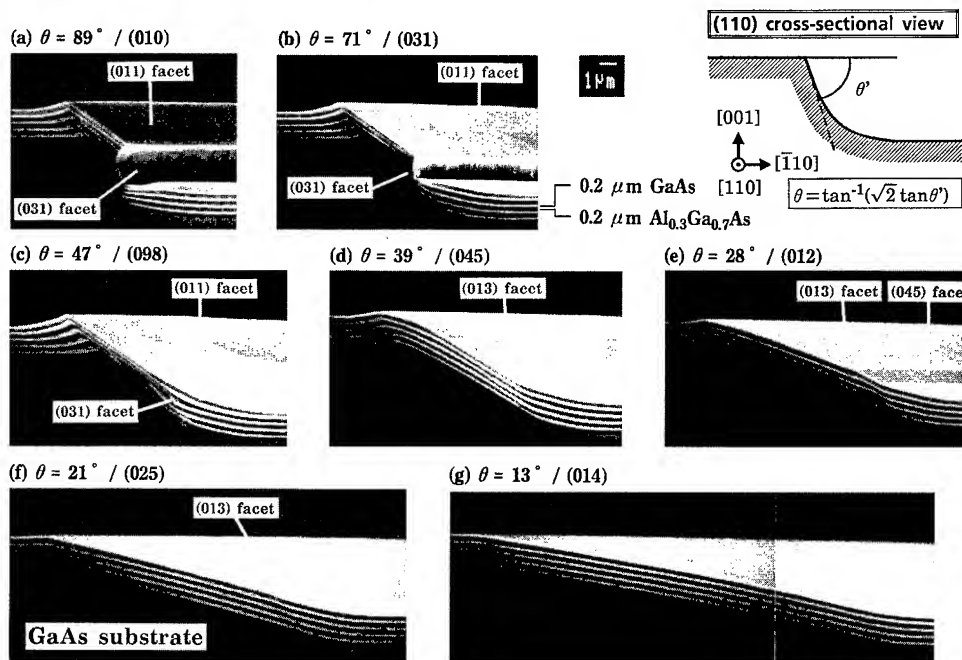 (a) θ = 89° / (010)
(011) facet
(031) facet
(b) θ = 71° / (031)
(011) facet
(031) facet
1μm
0.2 μm GaAs
0.2 μm Al₀.₃Ga₀.₇As
(110) cross-sectional view
θ'
[001]
[1̄10]
[110]
θ=tan⁻¹(√2 tanθ')
(c) θ = 47° / (098)
(011) facet
(031) facet
(d) θ = 39° / (045)
(013) facet
(e) θ = 28° / (012)
(013) facet
(045) face
(f) θ = 21° / (025)
(013) facet
GaAs substrate
(g) θ = 13° / (014)